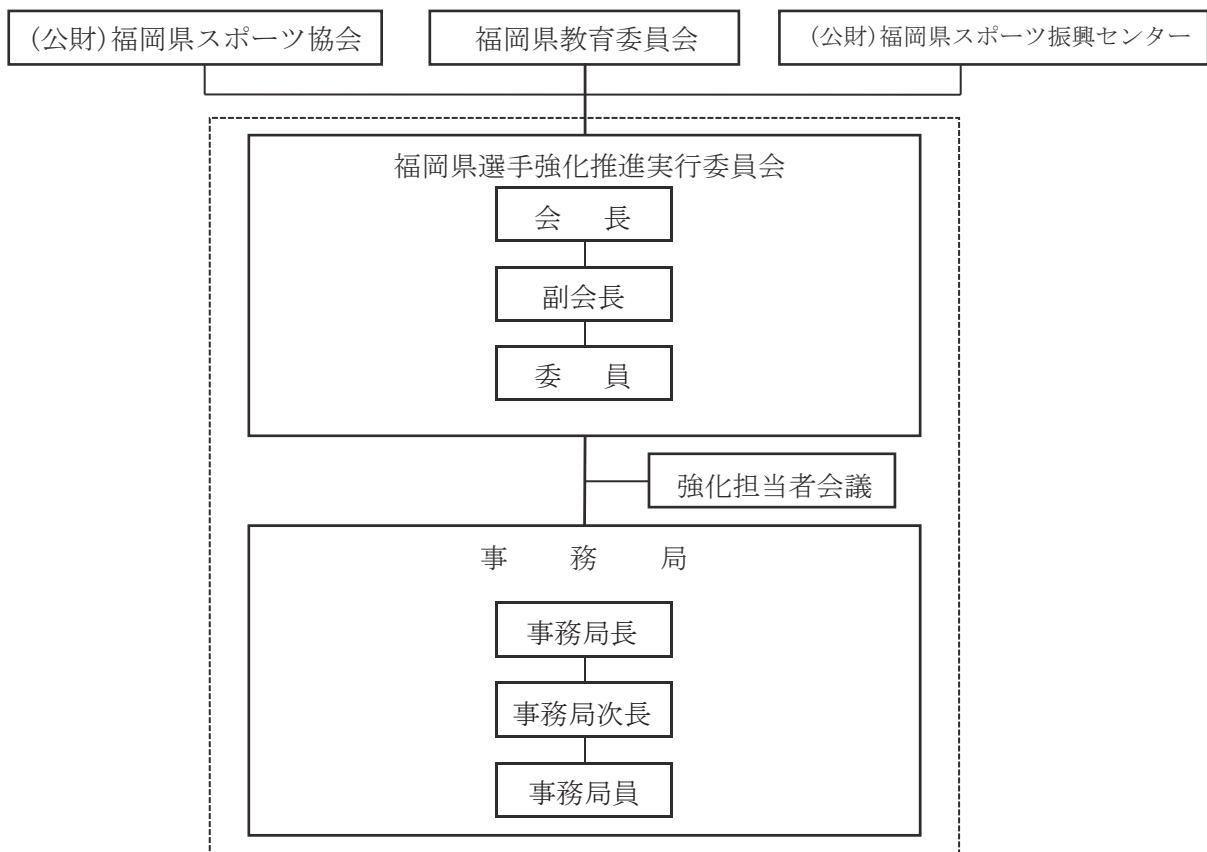 (公財)福岡県スポーツ協会
福岡県教育委員会
(公財)福岡県スポーツ振興センター
福岡県選手強化推進実行委員会
会　長
副会長
委　員
強化担当者会議
事　務　局
事務局長
事務局次長
事務局員